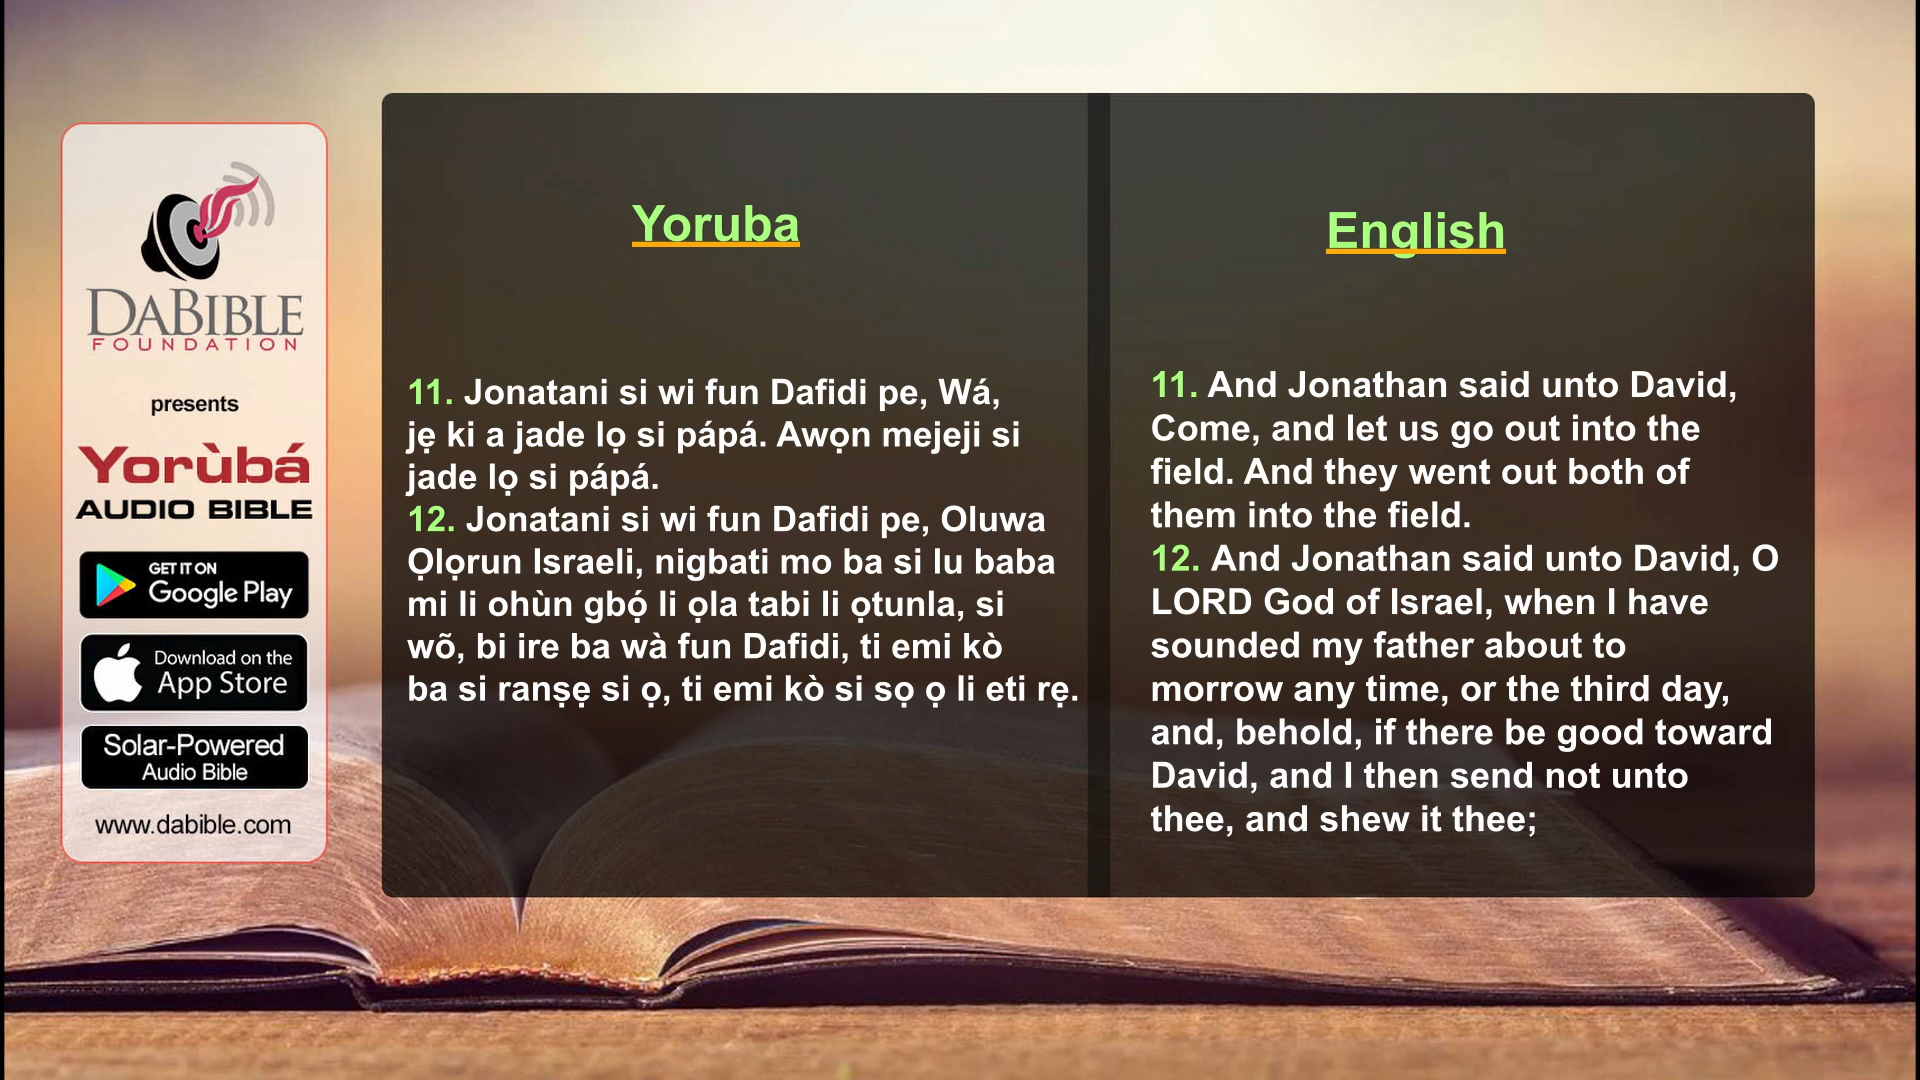 DABIBLE
FOUNDATION
presents
Yorùbá
AUDIO BIBLE
GET IT ON
Google Play
Download on the
App Store
Solar-Powered
Audio Bible
www.dabible.com
Yoruba
11. Jonatani si wi fun Dafidi pe, Wá,
jẹ ki a jade lọ si pápá. Awọn mejeji si
jade lọ si pápá.
12. Jonatani si wi fun Dafidi pe, Oluwa
Ọlọrun Israeli, nigbati mo ba si lu baba
mi li ohùn gbọ́ li ọla tabi li ọtunla, si
wõ, bi ire ba wà fun Dafidi, ti emi kò
ba si ranṣẹ si ọ, ti emi kò si sọ ọ li eti rẹ.
English
11. And Jonathan said unto David,
Come, and let us go out into the
field. And they went out both of
them into the field.
12. And Jonathan said unto David, O
LORD God of Israel, when I have
sounded my father about to
morrow any time, or the third day,
and, behold, if there be good toward
David, and I then send not unto
thee, and shew it thee;